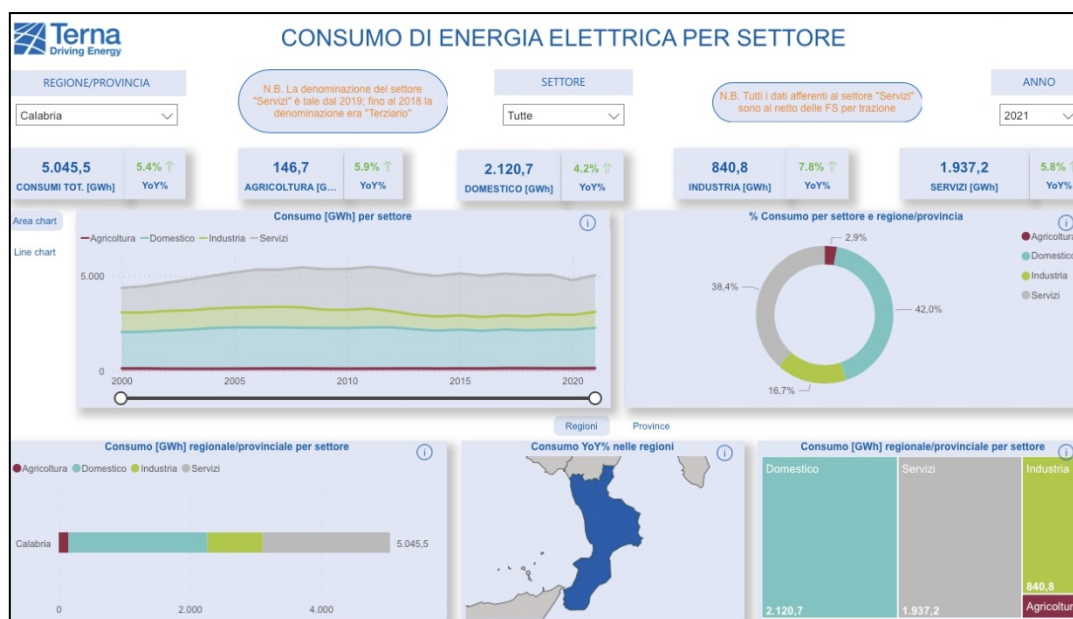 Terna
Driving Energy
CONSUMO DI ENERGIA ELETTRICA PER SETTORE
REGIONE/PROVINCIA
Calabria
N.B. La denominazione del settore
"Servizi" è tale dal 2019; fino al 2018 la
denominazione era "Terziario"
SETTORE
Tutte
N.B. Tutti i dati afferenti al settore "Servizi"
sono al netto delle FS per trazione
ANNO
2021
5.045,5
CONSUMI TOT. [GWh]
5.4%
YoY%
146,7
AGRICOLTURA [G...
5.9%
YoY%
2.120,7
DOMESTICO [GWh]
4.2%
YoY%
840,8
INDUSTRIA [GWh]
7.8%
YoY%
1.937,2
SERVIZI [GWh]
5.8%
YoY%
Area chart
Line chart
Consumo [GWh] per settore
Agricoltura Domestico Industria Servizi
5.000
0
2000 2005 2010 2015 2020
% Consumo per settore e regione/provincia
2,9%
42,0%
16,7%
38,4%
Agricoltura
Domestico
Industria
Servizi
Regioni Province
Consumo [GWh] regionale/provinciale per settore
Agricoltura Domestico Industria Servizi
Calabria
5.045,5
0 2.000 4.000
Consumo YoY% nelle regioni
Consumo [GWh] regionale/provinciale per settore
Domestico
2.120,7
Servizi
1.937,2
Industria
840,8
Agricoltur